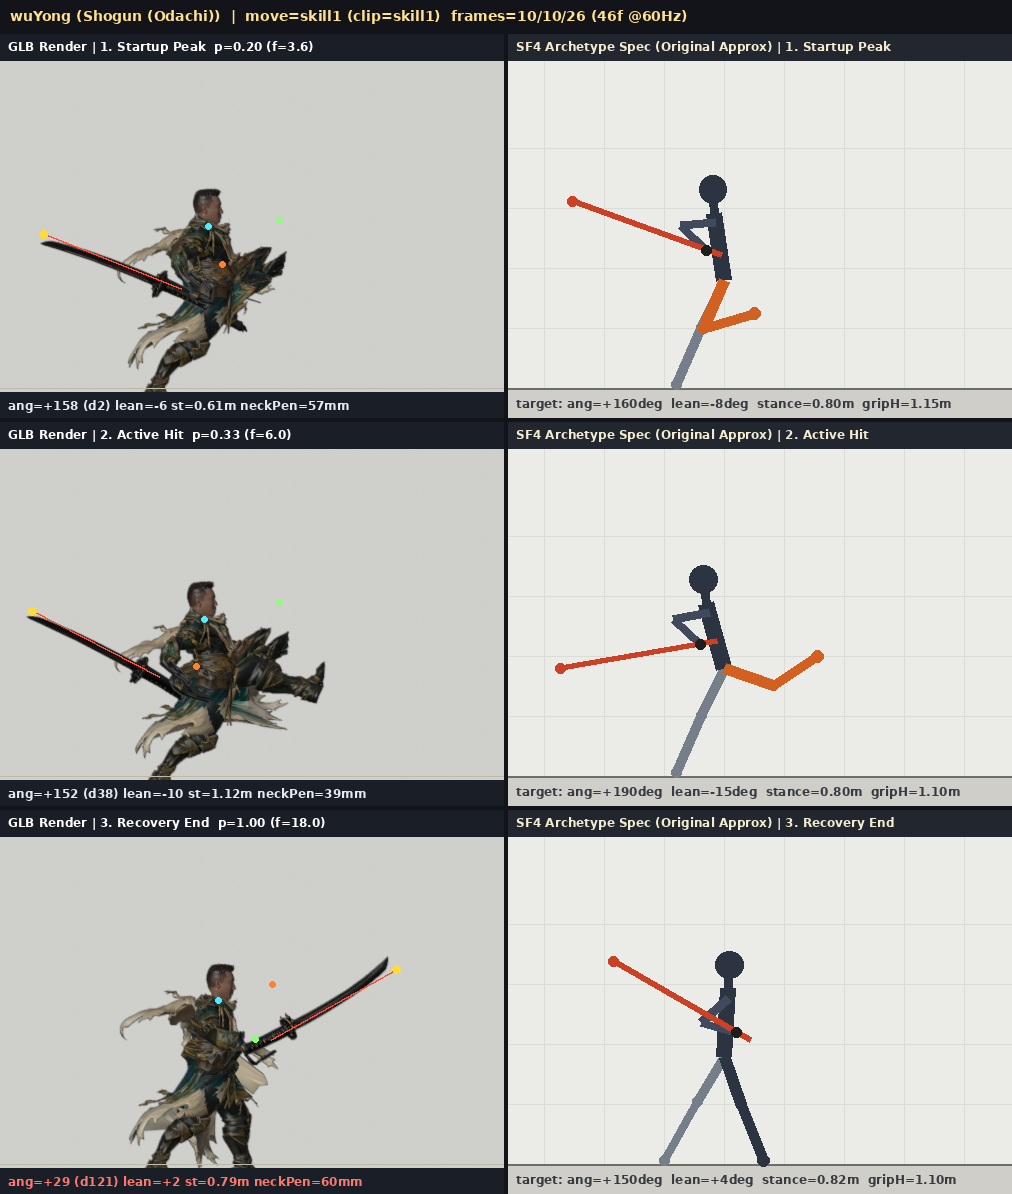 wuYong (Shogun (Odachi))  |  move=skill1 (clip=skill1)  frames=10/10/26 (46f @60Hz)
GLB Render | 1. Startup Peak  p=0.20 (f=3.6)
SF4 Archetype Spec (Original Approx) | 1. Startup Peak
ang=+158 (d2) lean=-6 st=0.61m neckPen=57mm
target: ang=+160deg  lean=-8deg  stance=0.80m  gripH=1.15m
GLB Render | 2. Active Hit  p=0.33 (f=6.0)
SF4 Archetype Spec (Original Approx) | 2. Active Hit
ang=+152 (d38) lean=-10 st=1.12m neckPen=39mm
target: ang=+190deg  lean=-15deg  stance=0.80m  gripH=1.10m
GLB Render | 3. Recovery End  p=1.00 (f=18.0)
SF4 Archetype Spec (Original Approx) | 3. Recovery End
ang=+29 (d121) lean=+2 st=0.79m neckPen=60mm
target: ang=+150deg  lean=+4deg  stance=0.82m  gripH=1.10m